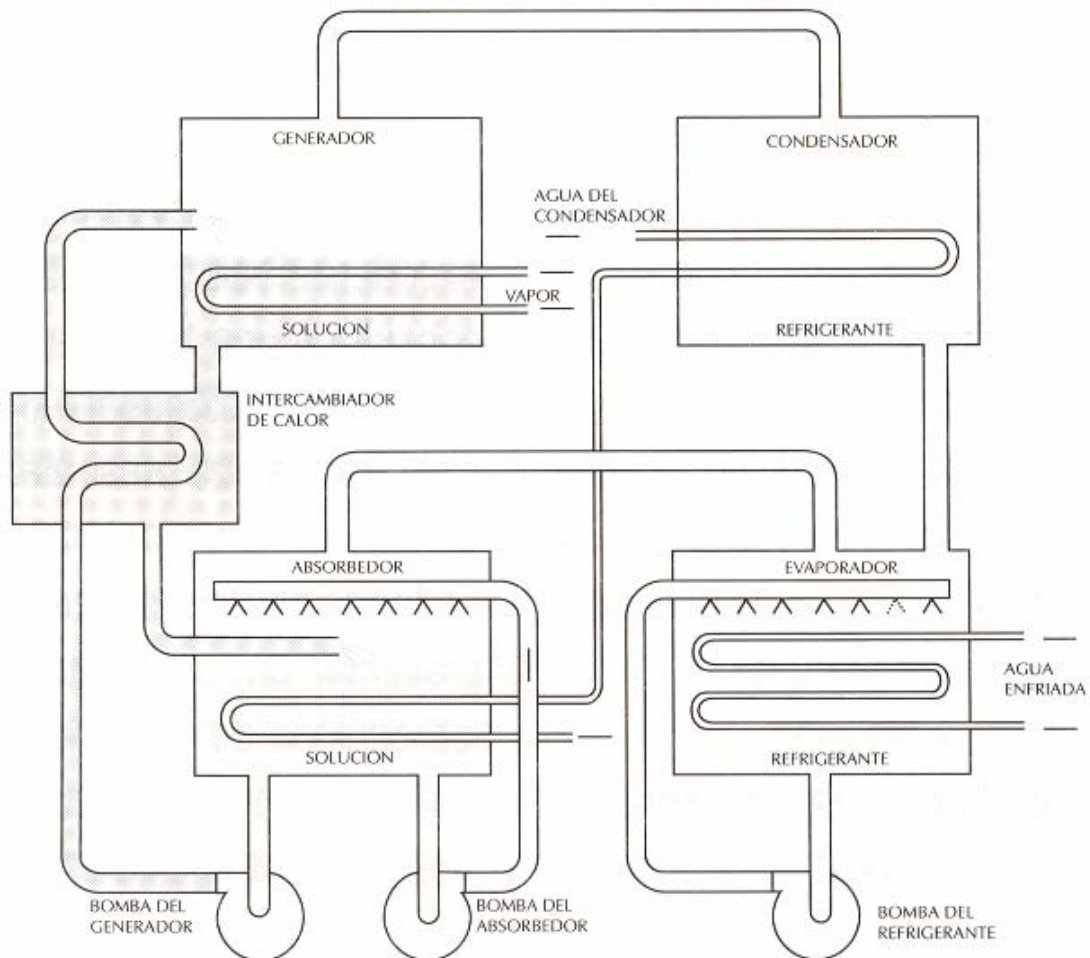 GENERADOR
CONDENSADOR
AGUA DEL
CONDENSADOR
VAPOR
SOLUCION
REFRIGERANTE
INTERCAMBIADOR
DE CALOR
ABSORBEDOR
EVAPORADOR
AGUA
ENFRIADA
SOLUCION
REFRIGERANTE
BOMBA DEL
GENERADOR
BOMBA DEL
ABSORBEDOR
BOMBA DEL
REFRIGERANTE